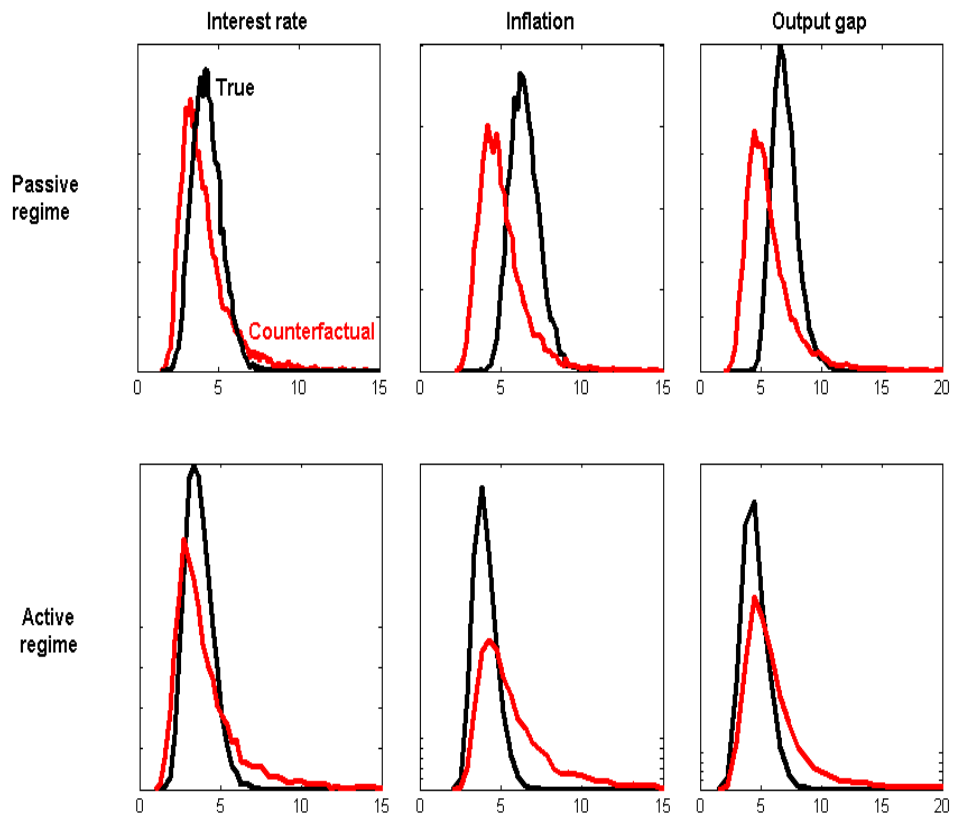 Interest rate
Inflation
Output gap
True
Counterfactual
Passive
regime
0 5 10 15
0 5 10 15
0 5 10 15 20
Active
regime
0 5 10 15
0 5 10 15
0 5 10 15 20